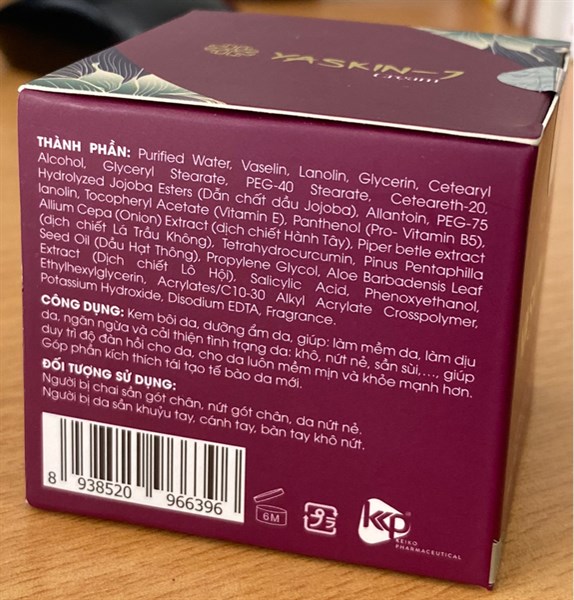 YASKIN-7
Cream
THÀNH PHẦN: Purified Water, Vaselin, Lanolin, Glycerin, Cetearyl
Alcohol, Glyceryl Stearate, PEG-40 Stearate, Ceteareth-20,
Hydrolyzed Jojoba Esters (Dẫn chất dầu Jojoba), Allantoin, PEG-75
lanolin, Tocopheryl Acetate (Vitamin E), Panthenol (Pro- Vitamin B5),
Allium Cepa (Onion) Extract (dịch chiết Hành Tây), Piper betle extract
(dịch chiết Lá Trầu Không), Tetrahydrocurcumin, Pinus Pentaphilla
Seed Oil (Dầu Hạt Thông), Propylene Glycol, Aloe Barbadensis Leaf
Extract (Dịch Chiết Lô Hội), Salicylic Acid, Phenoxyethanol,
Ethylhexylglycerin, Acrylates/C10-30 Alkyl Acrylate Crosspolymer,
Potassium Hydroxide, Disodium EDTA, Fragrance.
CÔNG DỤNG: Kem bôi da, dưỡng ẩm da, giúp: làm mềm da, làm dịu
da, ngăn ngừa và cải thiện tình trạng da: khô, nứt nẻ, sần sùi,..., giúp
duy trì độ đàn hồi cho da, cho da luôn mềm mịn và khỏe mạnh hơn.
Góp phần kích thích tái tạo tế bào da mới.
ĐỐI TƯỢNG SỬ DỤNG:
Người bị chai sần gót chân, nứt gót chân, da nứt nẻ.
Người bị da sần khuỷu tay, cánh tay, bàn tay khô nứt.
8 938520 966396
6M
プラ
kkp
KEIKO
PHARMACEUTICAL